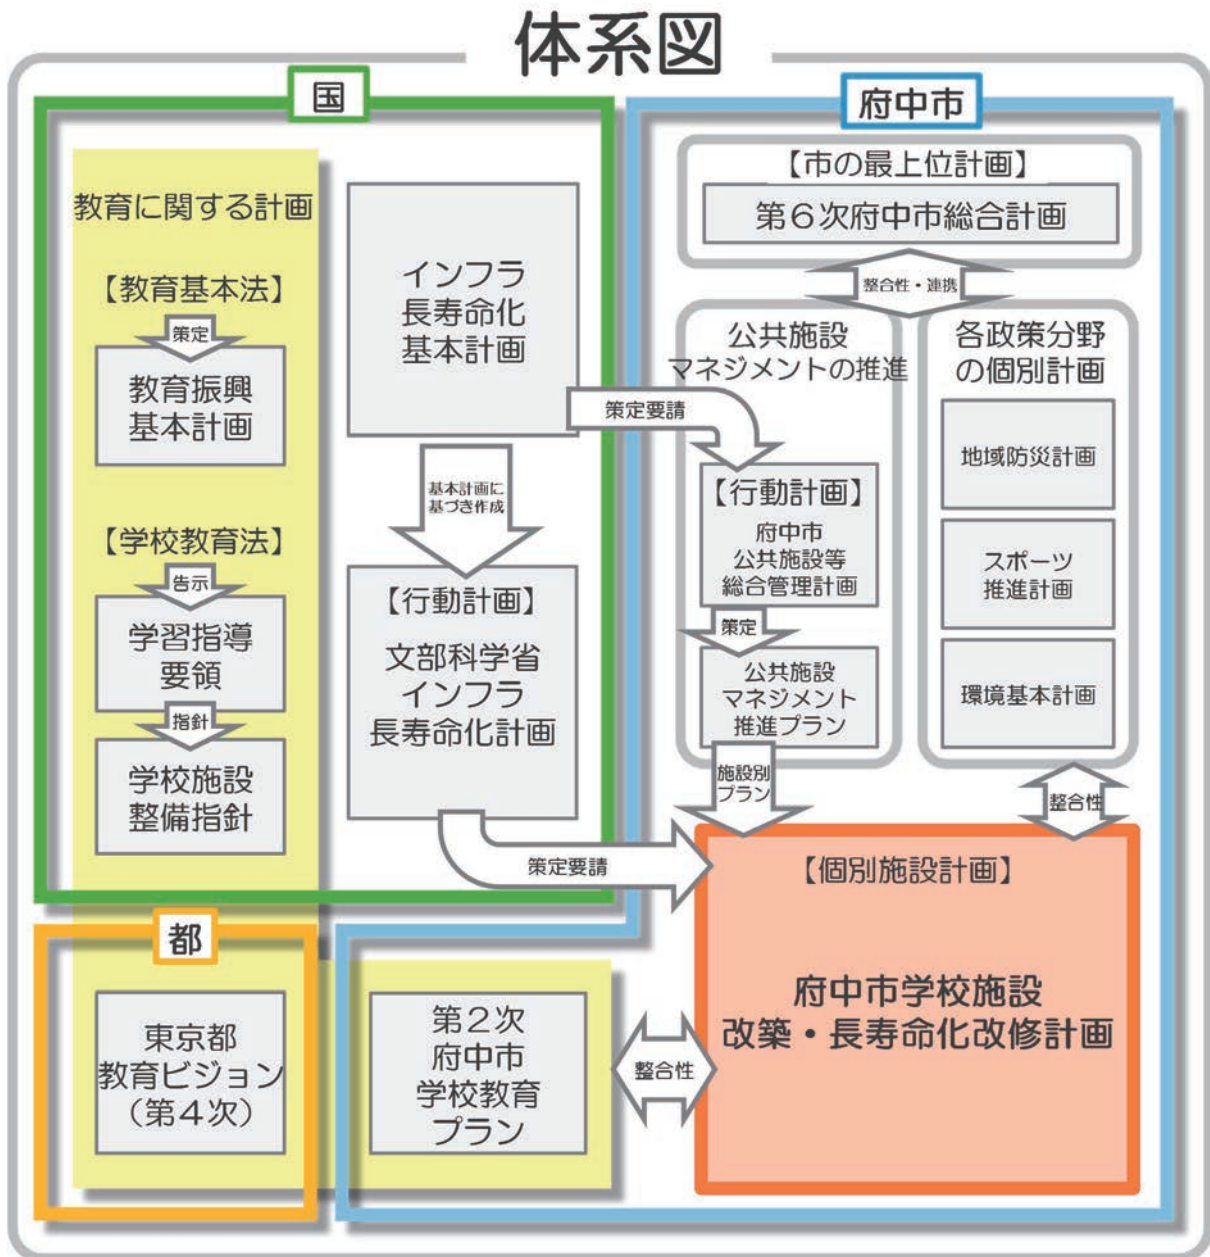 体系図
国
教育に関する計画
【教育基本法】
策定
教育振興
基本計画
【学校教育法】
告示
学習指導
要領
指針
学校施設
整備指針
インフラ
長寿命化
基本計画
基本計画に
基づき作成
【行動計画】
文部科学省
インフラ
長寿命化計画
策定要請
策定要請
府中市
【市の最上位計画】
第6次府中市総合計画
整合性・連携
公共施設
マネジメントの推進
【行動計画】
府中市
公共施設等
総合管理計画
策定
公共施設
マネジメント
推進プラン
施設別
プラン
各政策分野
の個別計画
地域防災計画
スポーツ
推進計画
環境基本計画
整合性
【個別施設計画】
府中市学校施設
改築・長寿命化改修計画
都
東京都
教育ビジョン
（第4次）
第2次
府中市
学校教育
プラン
整合性